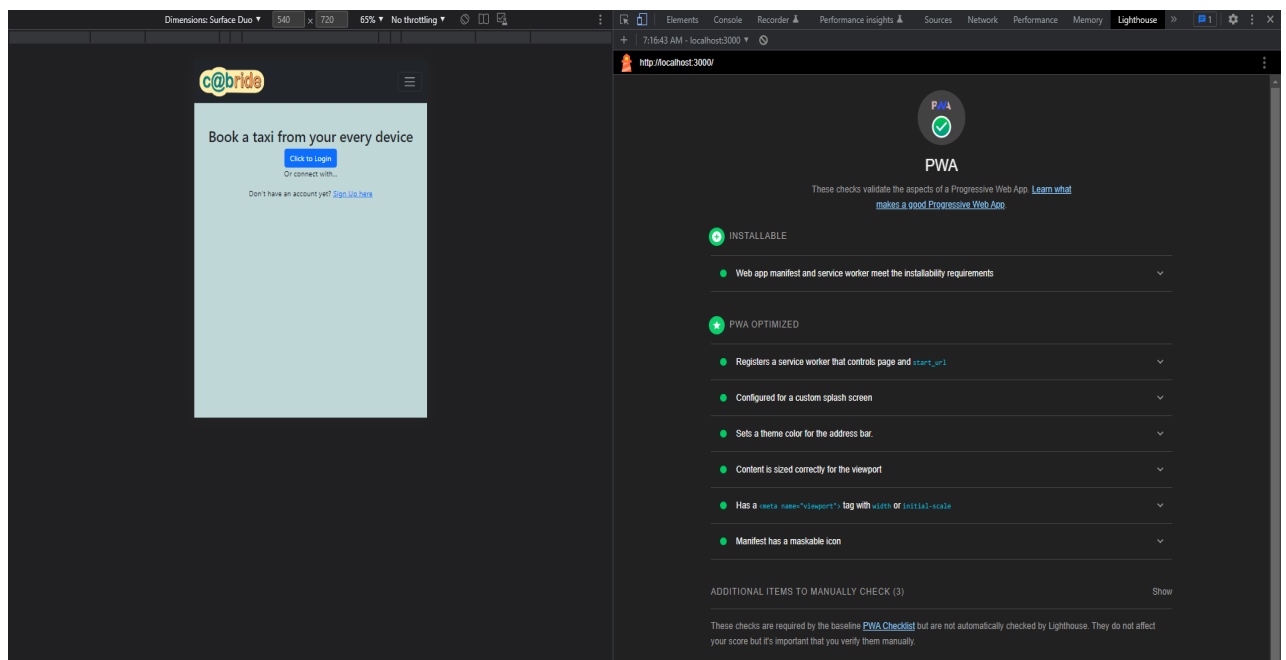 Dimensions: Surface Duo ▼ 540 x 720 65% ▼ No throttling ▼
c@bride
Book a taxi from your every device
Click to Login
Or connect with...
Don't have an account yet? Sign Up here
Elements Console Recorder Performance insights Sources Network Performance Memory Lighthouse » 1
+ 7:16:43 AM - localhost:3000 ▼
http://localhost:3000/
PWA
PWA
These checks validate the aspects of a Progressive Web App. Learn what
makes a good Progressive Web App.
INSTALLABLE
Web app manifest and service worker meet the installability requirements
PWA OPTIMIZED
Registers a service worker that controls page and start_url
Configured for a custom splash screen
Sets a theme color for the address bar.
Content is sized correctly for the viewport
Has a <meta name="viewport"> tag with width or initial-scale
Manifest has a maskable icon
ADDITIONAL ITEMS TO MANUALLY CHECK (3) Show
These checks are required by the baseline PWA Checklist but are not automatically checked by Lighthouse. They do not affect
your score but it's important that you verify them manually.